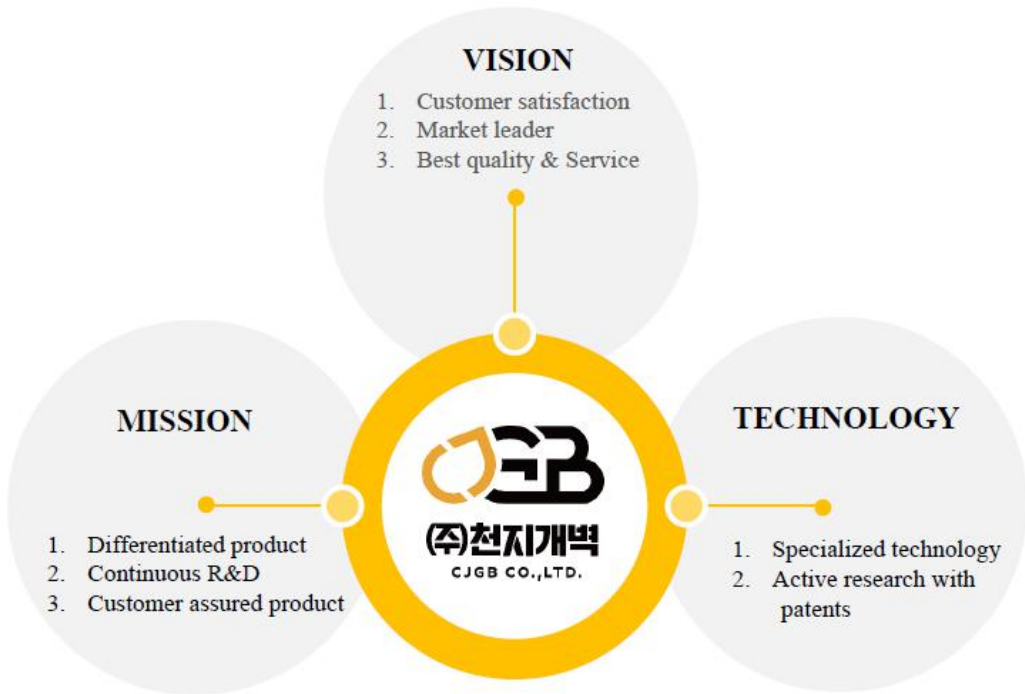 VISION
1. Customer satisfaction
2. Market leader
3. Best quality & Service
MISSION
1. Differentiated product
2. Continuous R&D
3. Customer assured product
CJGB
(주)천지개벽
CJGB CO.,LTD.
TECHNOLOGY
1. Specialized technology
2. Active research with
patents